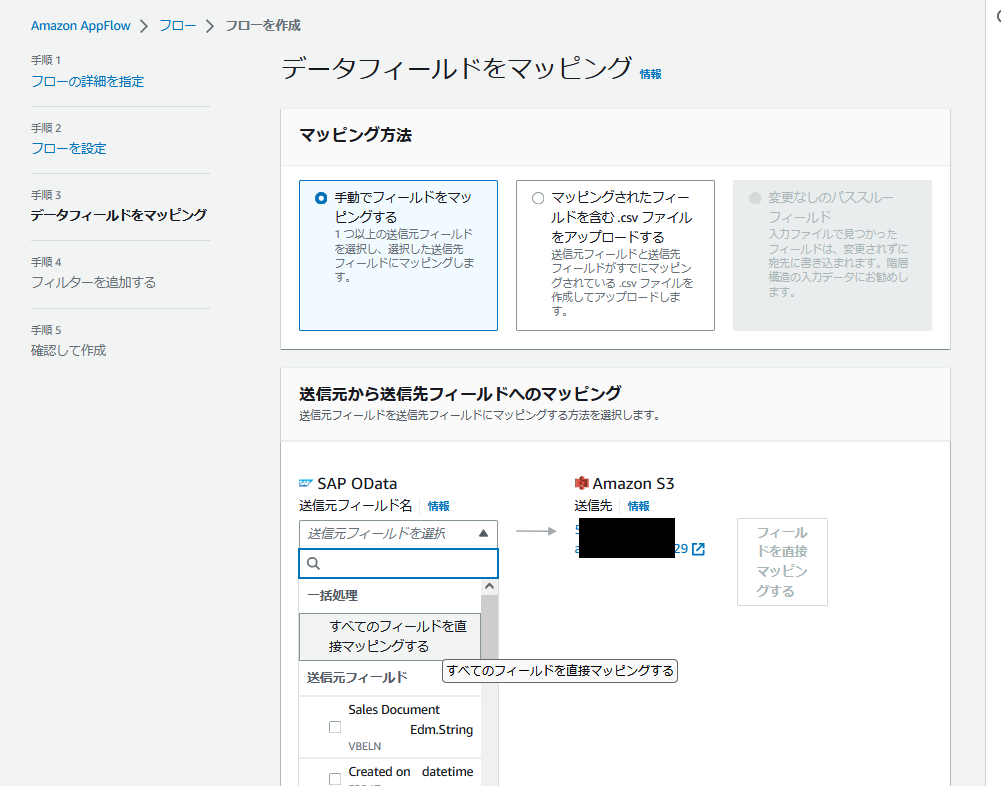 Amazon AppFlow > フロー > フローを作成
手順 1
フローの詳細を指定
手順 2
フローを設定
手順 3
データフィールドをマッピング
手順 4
フィルターを追加する
手順 5
確認して作成
データフィールドをマッピング 情報
マッピング方法
手動でフィールドをマッ
ピングする
1 つ以上の送信元フィールド
を選択し、選択した送信先
フィールドにマッピングしま
す。
マッピングされたフィー
ルドを含む .csv ファイル
をアップロードする
送信元フィールドと送信先
フィールドがすでにマッピン
グされている .csv ファイルを
作成してアップロードしま
す。
変更なしのパススルー
フィールド
入力ファイルで見つかった
フィールドは、変更されずに
宛先に書き込まれます。階層
構造の入力データにお勧めし
ます。
送信元から送信先フィールドへのマッピング
送信元フィールドを送信先フィールドにマッピングする方法を選択します。
SAP SAP OData
送信元フィールド名 情報
送信元フィールドを選択
一括処理
すべてのフィールドを直
接マッピングする
すべてのフィールドを直接マッピングする
送信元フィールド
Sales Document
Edm.String
VBELN
Created on datetime
Amazon S3
送信先 情報
5
a 29
フィール
ドを直接
マッピン
グする